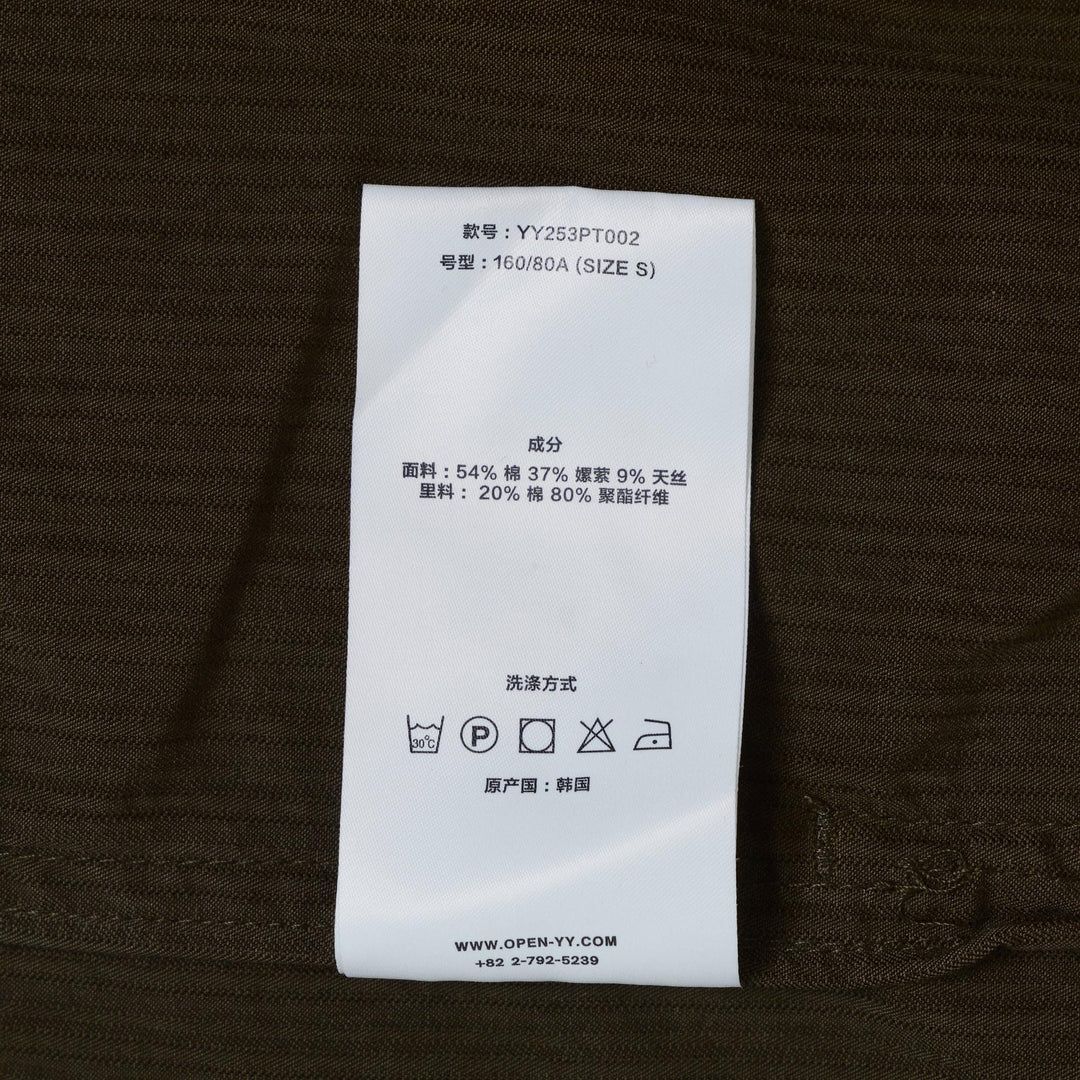 款号：YY253PT002
号型：160/80A (SIZE S)
成分
面料：54% 棉 37% 嫘萦 9% 天丝
里料： 20% 棉 80% 聚酯纤维
洗涤方式
30°C P
原产国：韩国
WWW.OPEN-YY.COM
+82 2-792-5239